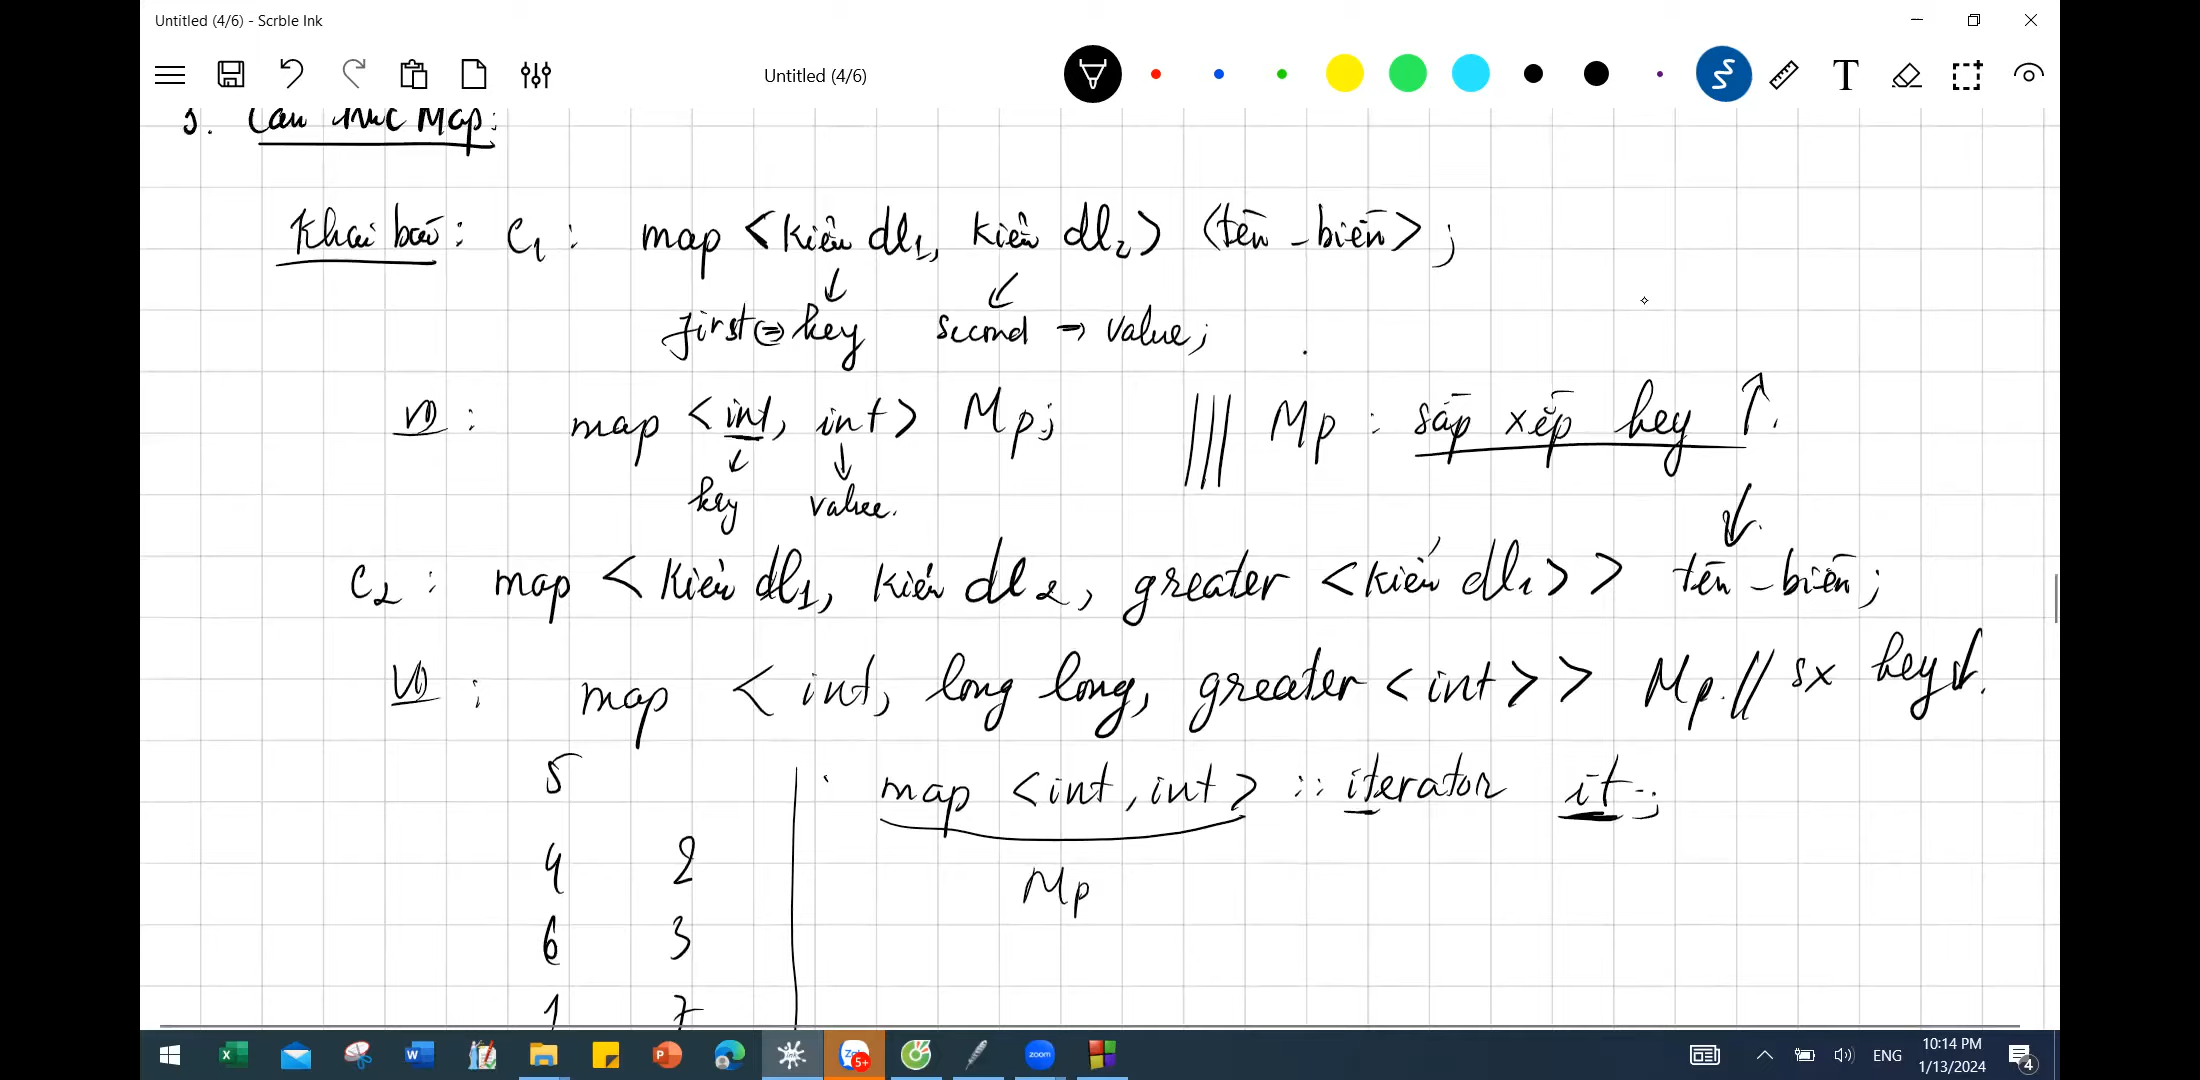 Untitled (4/6) - Scrble Ink
Untitled (4/6)
T
3. Cấu trúc Map:
Khai báo: C1: map <kiểu dl1, kiểu dl2> <tên_biến>;
first = key second → value;
VD: map <int, int> Mp; ||| Mp: sắp xếp key ↑.
key value.
C2: map < kiểu dl1, kiểu dl2, greater <kiểu dl1>> tên_biến;
VD: map <int, long long, greater<int>> Mp. // sx key↓.
5 map <int, int> :: iterator it;
4 2 Mp
6 3
1 7
zoom
5+
ENG
10:14 PM
1/13/2024
4